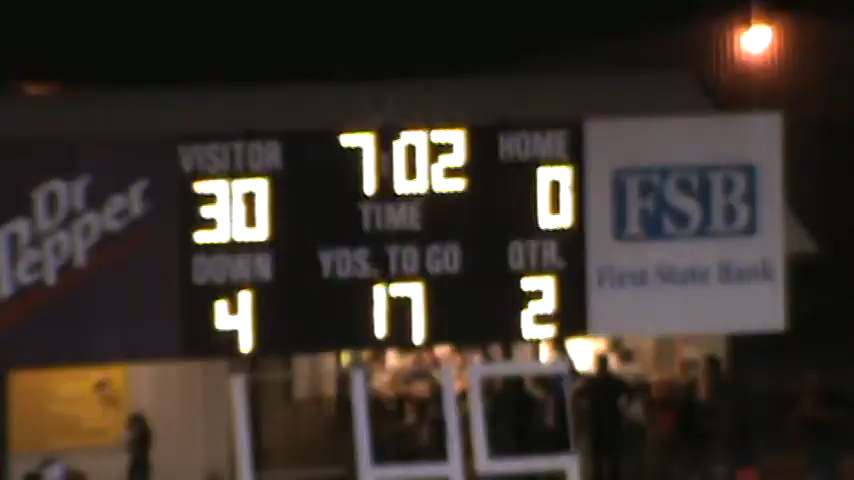 Dr
Pepper
VISITOR
30
7:02
TIME
HOME
0
DOWN
4
YDS. TO GO
17
QTR.
2
FSB
First State Bank